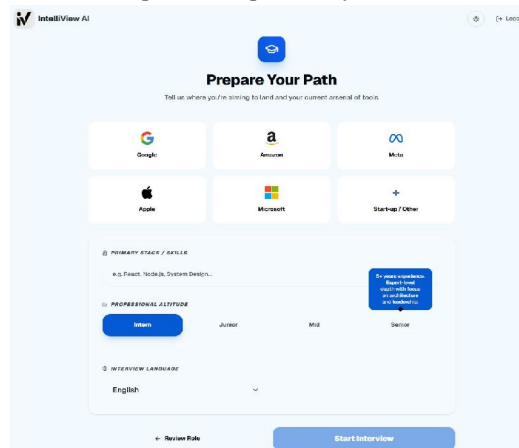 IntelliView AI
Prepare Your Path
Tell us where you're aiming to land and your current arsenal of tools.
Google
Amazon
Meta
Apple
Microsoft
Start-up / Other
PRIMARY STACK / SKILLS
e.g. React, Node.js, System Design...
5+ years experience.
Expert-level
depth with focus
on architecture
and leadership.
PROFESSIONAL ALTITUDE
Intern
Junior
Mid
Senior
INTERVIEW LANGUAGE
English
← Review Role
Start Interview